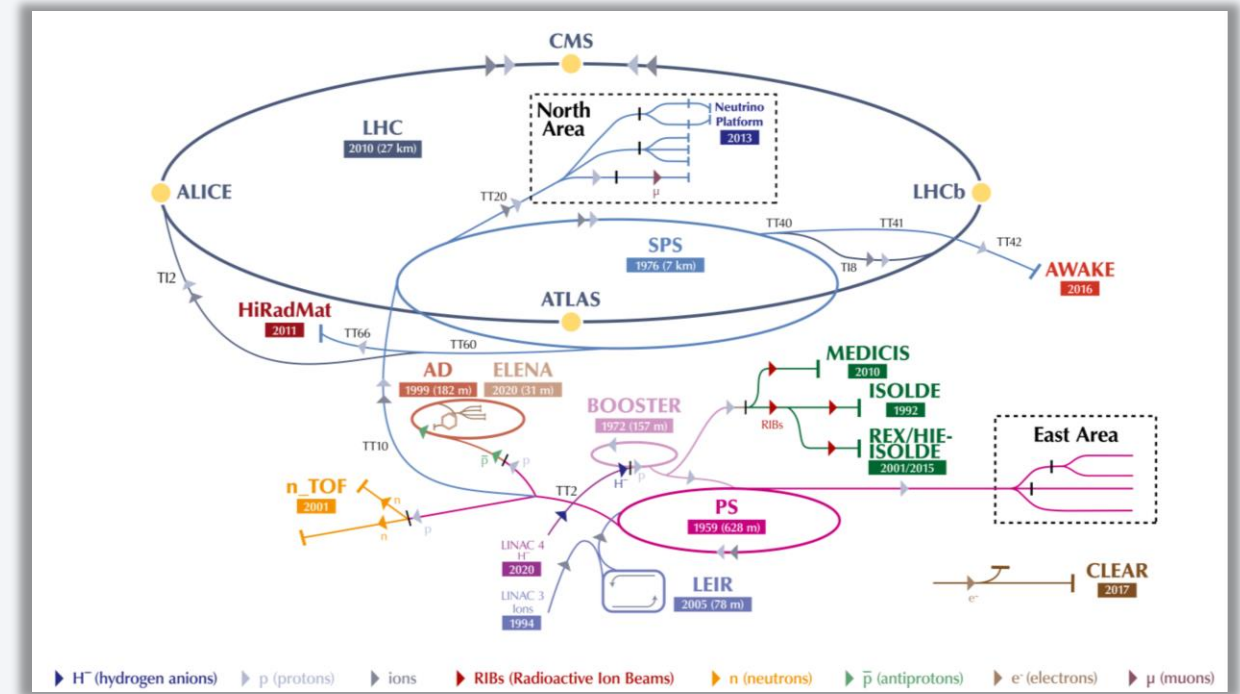 CMS
North
Area
Neutrino
Platform
2013
LHC
2010 (27 km)
μ
ALICE
LHCb
TT20
TT40
TT41
TT42
SPS
1976 (7 km)
TI8
AWAKE
2016
TI2
ATLAS
HiRadMat
2011
TT66
TT60
MEDICIS
2010
AD
1999 (182 m)
ELENA
2020 (31 m)
ISOLDE
1992
BOOSTER
1972 (157 m)
RIBs
REX/HIE-
ISOLDE
2001/2015
East Area
TT10
p̅
p
H⁻
p
n_TOF
2001
n
n
p
TT2
PS
1959 (628 m)
LINAC 4
H⁻
2020
LEIR
2005 (78 m)
LINAC 3
Ions
1994
CLEAR
2017
e⁻
H⁻ (hydrogen anions)
p (protons)
ions
RIBs (Radioactive Ion Beams)
n (neutrons)
p̅ (antiprotons)
e⁻ (electrons)
μ (muons)